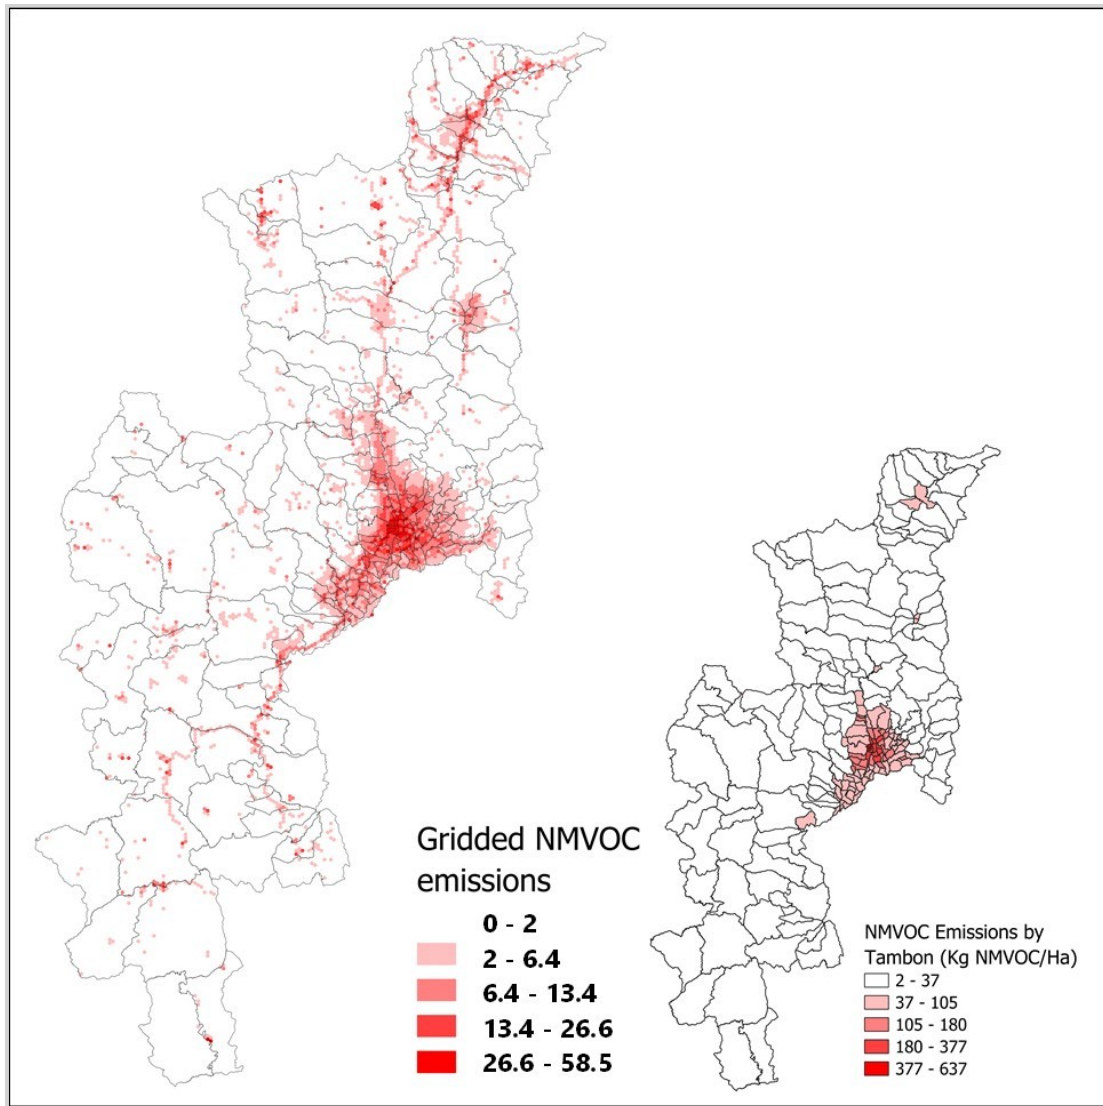 Gridded NMVOC
emissions
0 - 2
2 - 6.4
6.4 - 13.4
13.4 - 26.6
26.6 - 58.5
NMVOC Emissions by
Tambon (Kg NMVOC/Ha)
2 - 37
37 - 105
105 - 180
180 - 377
377 - 637